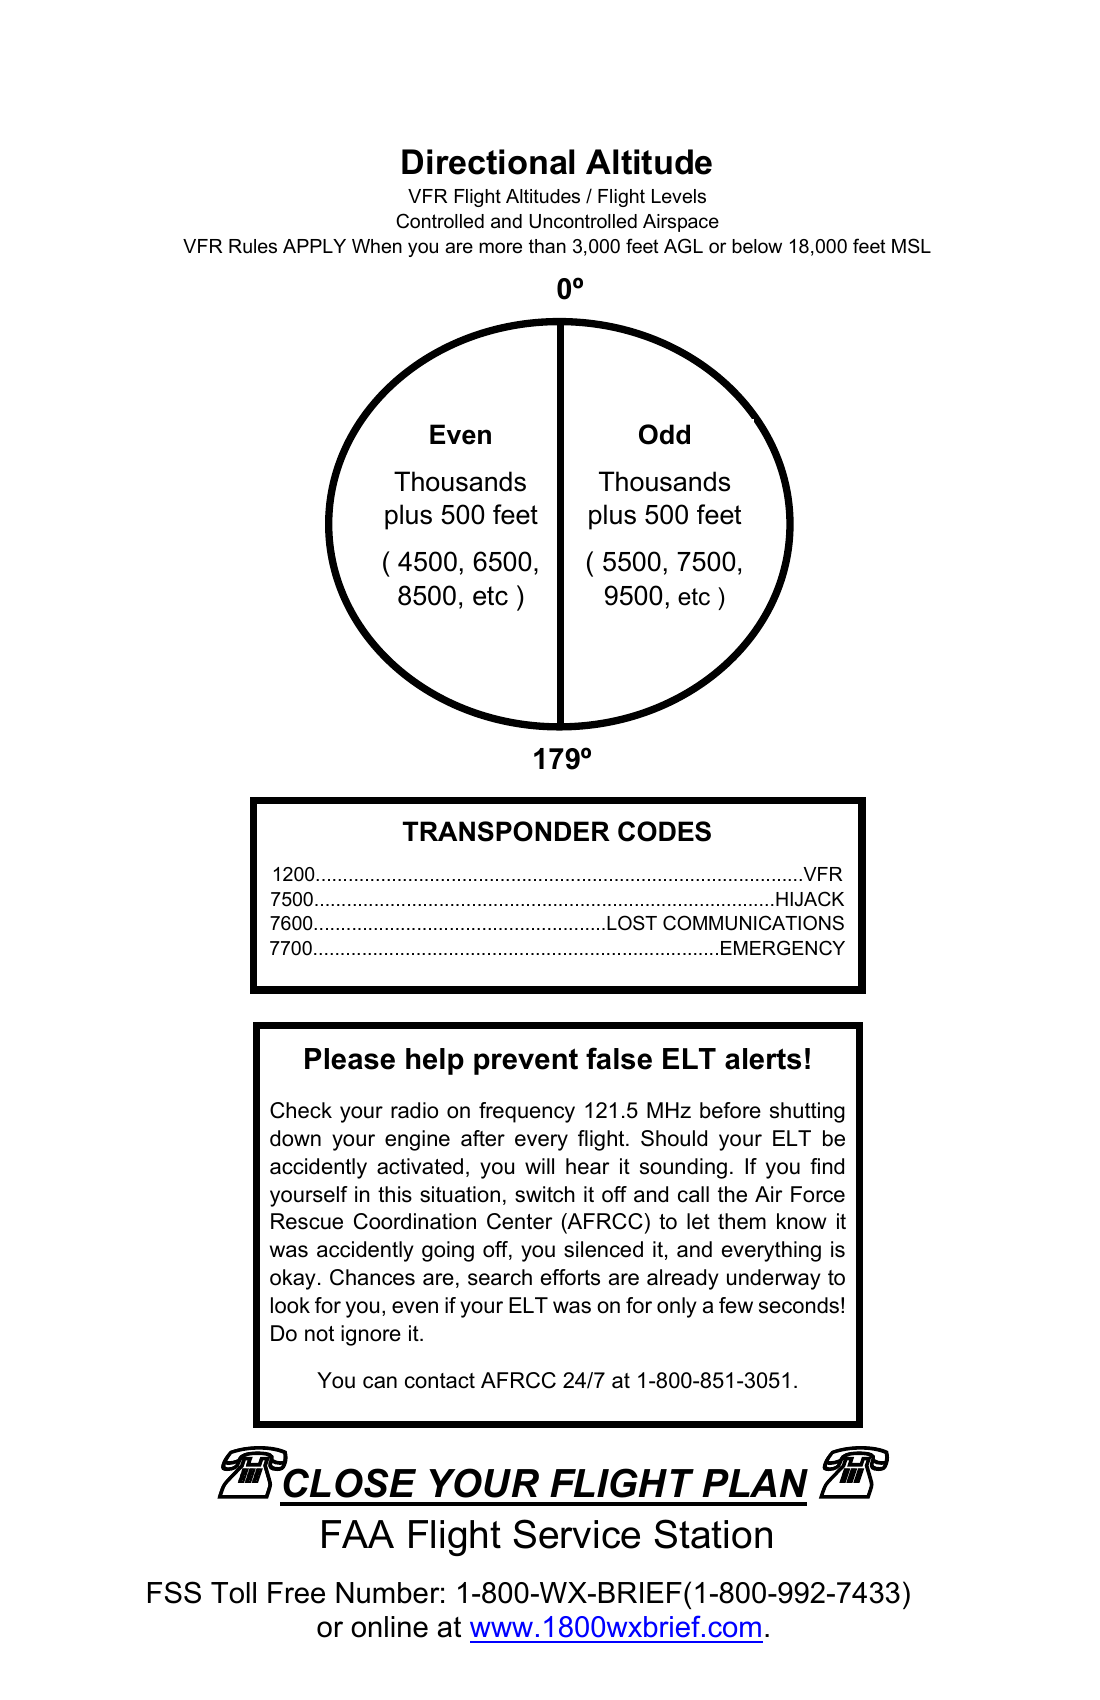 Directional Altitude
VFR Flight Altitudes / Flight Levels
Controlled and Uncontrolled Airspace
VFR Rules APPLY When you are more than 3,000 feet AGL or below 18,000 feet MSL
0º
Even
Thousands
plus 500 feet
( 4500, 6500,
8500, etc )
Odd
Thousands
plus 500 feet
( 5500, 7500,
9500, etc )
179º
TRANSPONDER CODES
1200..........................................................................................VFR
7500.....................................................................................HIJACK
7600......................................................LOST COMMUNICATIONS
7700...........................................................................EMERGENCY
Please help prevent false ELT alerts!
Check your radio on frequency 121.5 MHz before shutting
down your engine after every flight. Should your ELT be
accidently activated, you will hear it sounding. If you find
yourself in this situation, switch it off and call the Air Force
Rescue Coordination Center (AFRCC) to let them know it
was accidently going off, you silenced it, and everything is
okay. Chances are, search efforts are already underway to
look for you, even if your ELT was on for only a few seconds!
Do not ignore it.
You can contact AFRCC 24/7 at 1-800-851-3051.
CLOSE YOUR FLIGHT PLAN
FAA Flight Service Station
FSS Toll Free Number: 1-800-WX-BRIEF(1-800-992-7433)
or online at www.1800wxbrief.com.